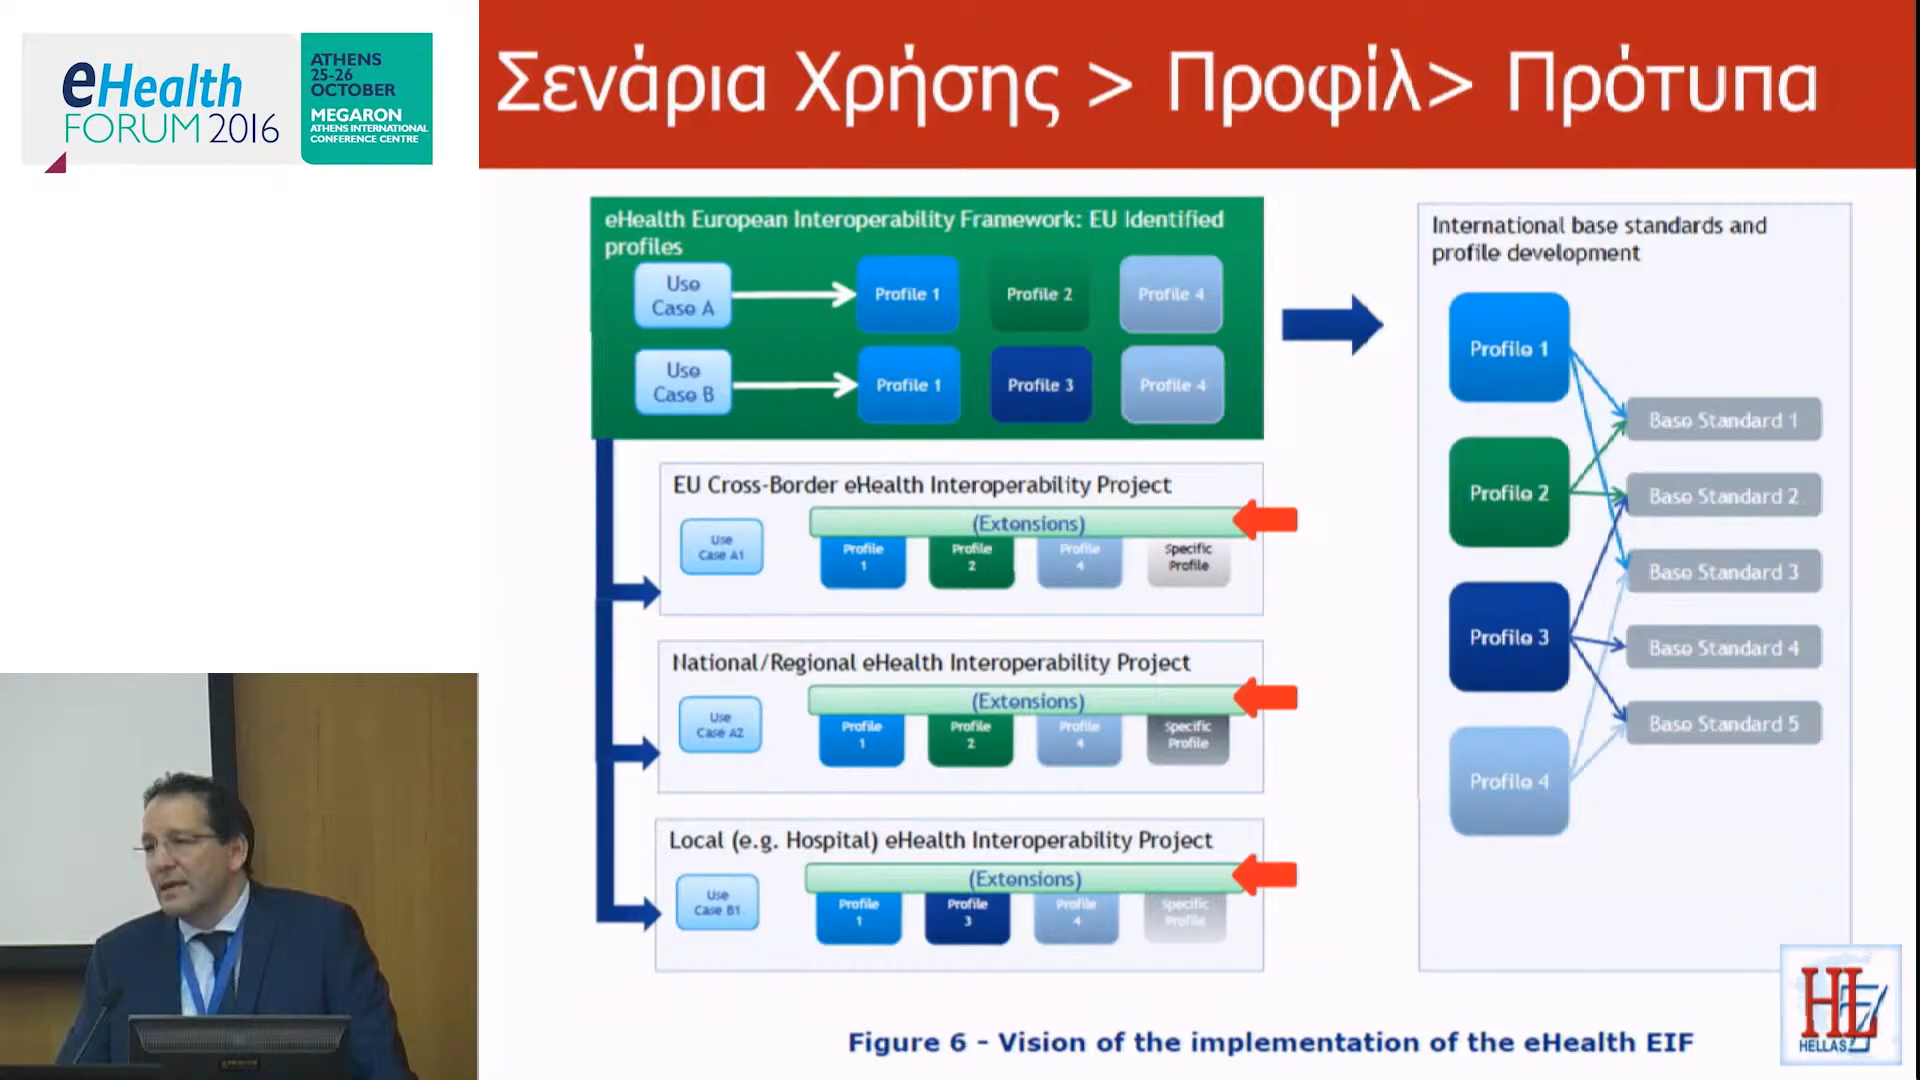 eHealth
FORUM 2016
ATHENS
25-26
OCTOBER
MEGARON
ATHENS INTERNATIONAL
CONFERENCE CENTRE
Σενάρια Χρήσης > Προφίλ> Πρότυπα
eHealth European Interoperability Framework: EU Identified
profiles
Use
Case A
Profile 1
Profile 2
Profile 4
Use
Case B
Profile 1
Profile 3
Profile 4
EU Cross-Border eHealth Interoperability Project
(Extensions)
Use
Case A1
Profile
1
Profile
2
Profile
4
Specific
Profile
National/Regional eHealth Interoperability Project
(Extensions)
Use
Case A2
Profile
1
Profile
2
Profile
4
Specific
Profile
Local (e.g. Hospital) eHealth Interoperability Project
(Extensions)
Use
Case B1
Profile
1
Profile
3
Profile
4
Specific
Profile
International base standards and
profile development
Profile 1
Profile 2
Profile 3
Profile 4
Base Standard 1
Base Standard 2
Base Standard 3
Base Standard 4
Base Standard 5
Figure 6 - Vision of the implementation of the eHealth EIF
HL7
HELLAS